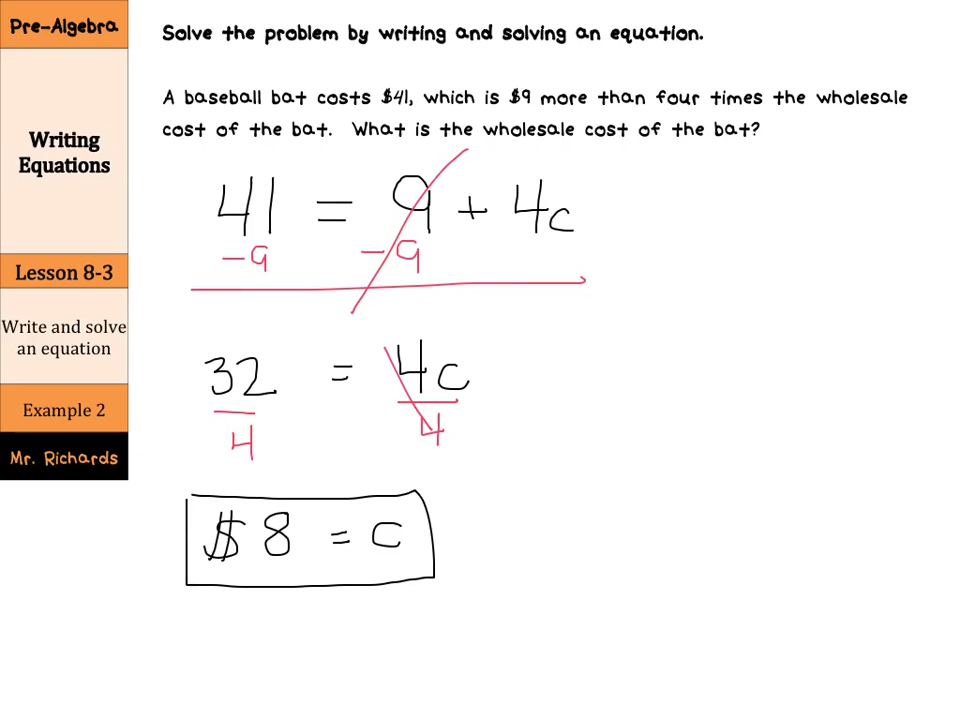 Pre-Algebra
Writing
Equations
Lesson 8-3
Write and solve
an equation
Example 2
Mr. Richards
Solve the problem by writing and solving an equation.
A baseball bat costs $41, which is $9 more than four times the wholesale
cost of the bat. What is the wholesale cost of the bat?
41 = 9 + 4c
-9 -9
32 = 4c
4 4
$8 = c